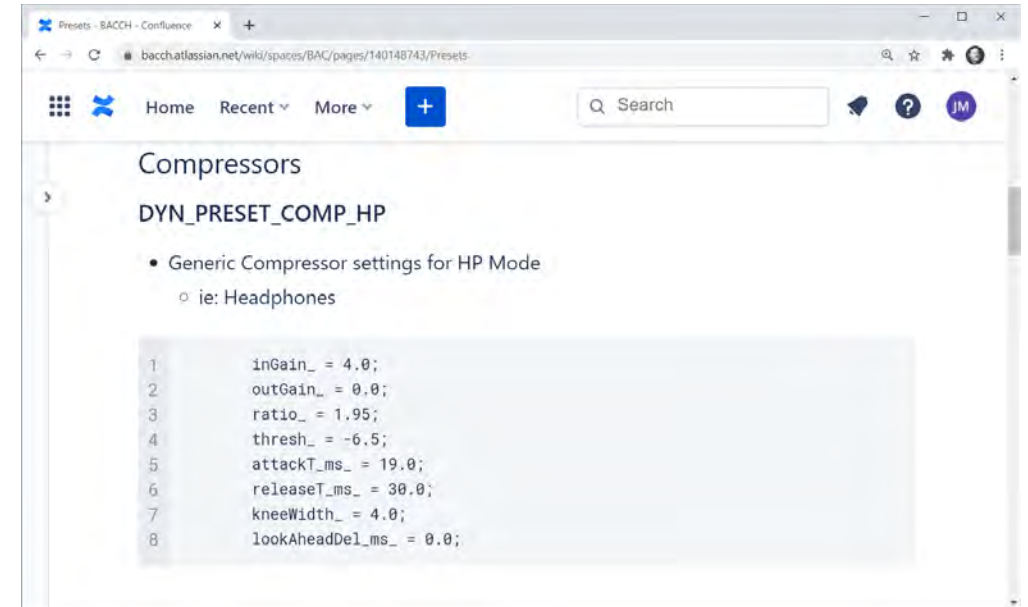 Presets - BACCH - Confluence
bacch.atlassian.net/wiki/spaces/BAC/pages/140148743/Presets
Home Recent More + Search ? JM
Compressors
DYN_PRESET_COMP_HP
• Generic Compressor settings for HP Mode
○ ie: Headphones
1 inGain_ = 4.0;
2 outGain_ = 0.0;
3 ratio_ = 1.95;
4 thresh_ = -6.5;
5 attackT_ms_ = 19.0;
6 releaseT_ms_ = 30.0;
7 kneeWidth_ = 4.0;
8 lookAheadDel_ms_ = 0.0;